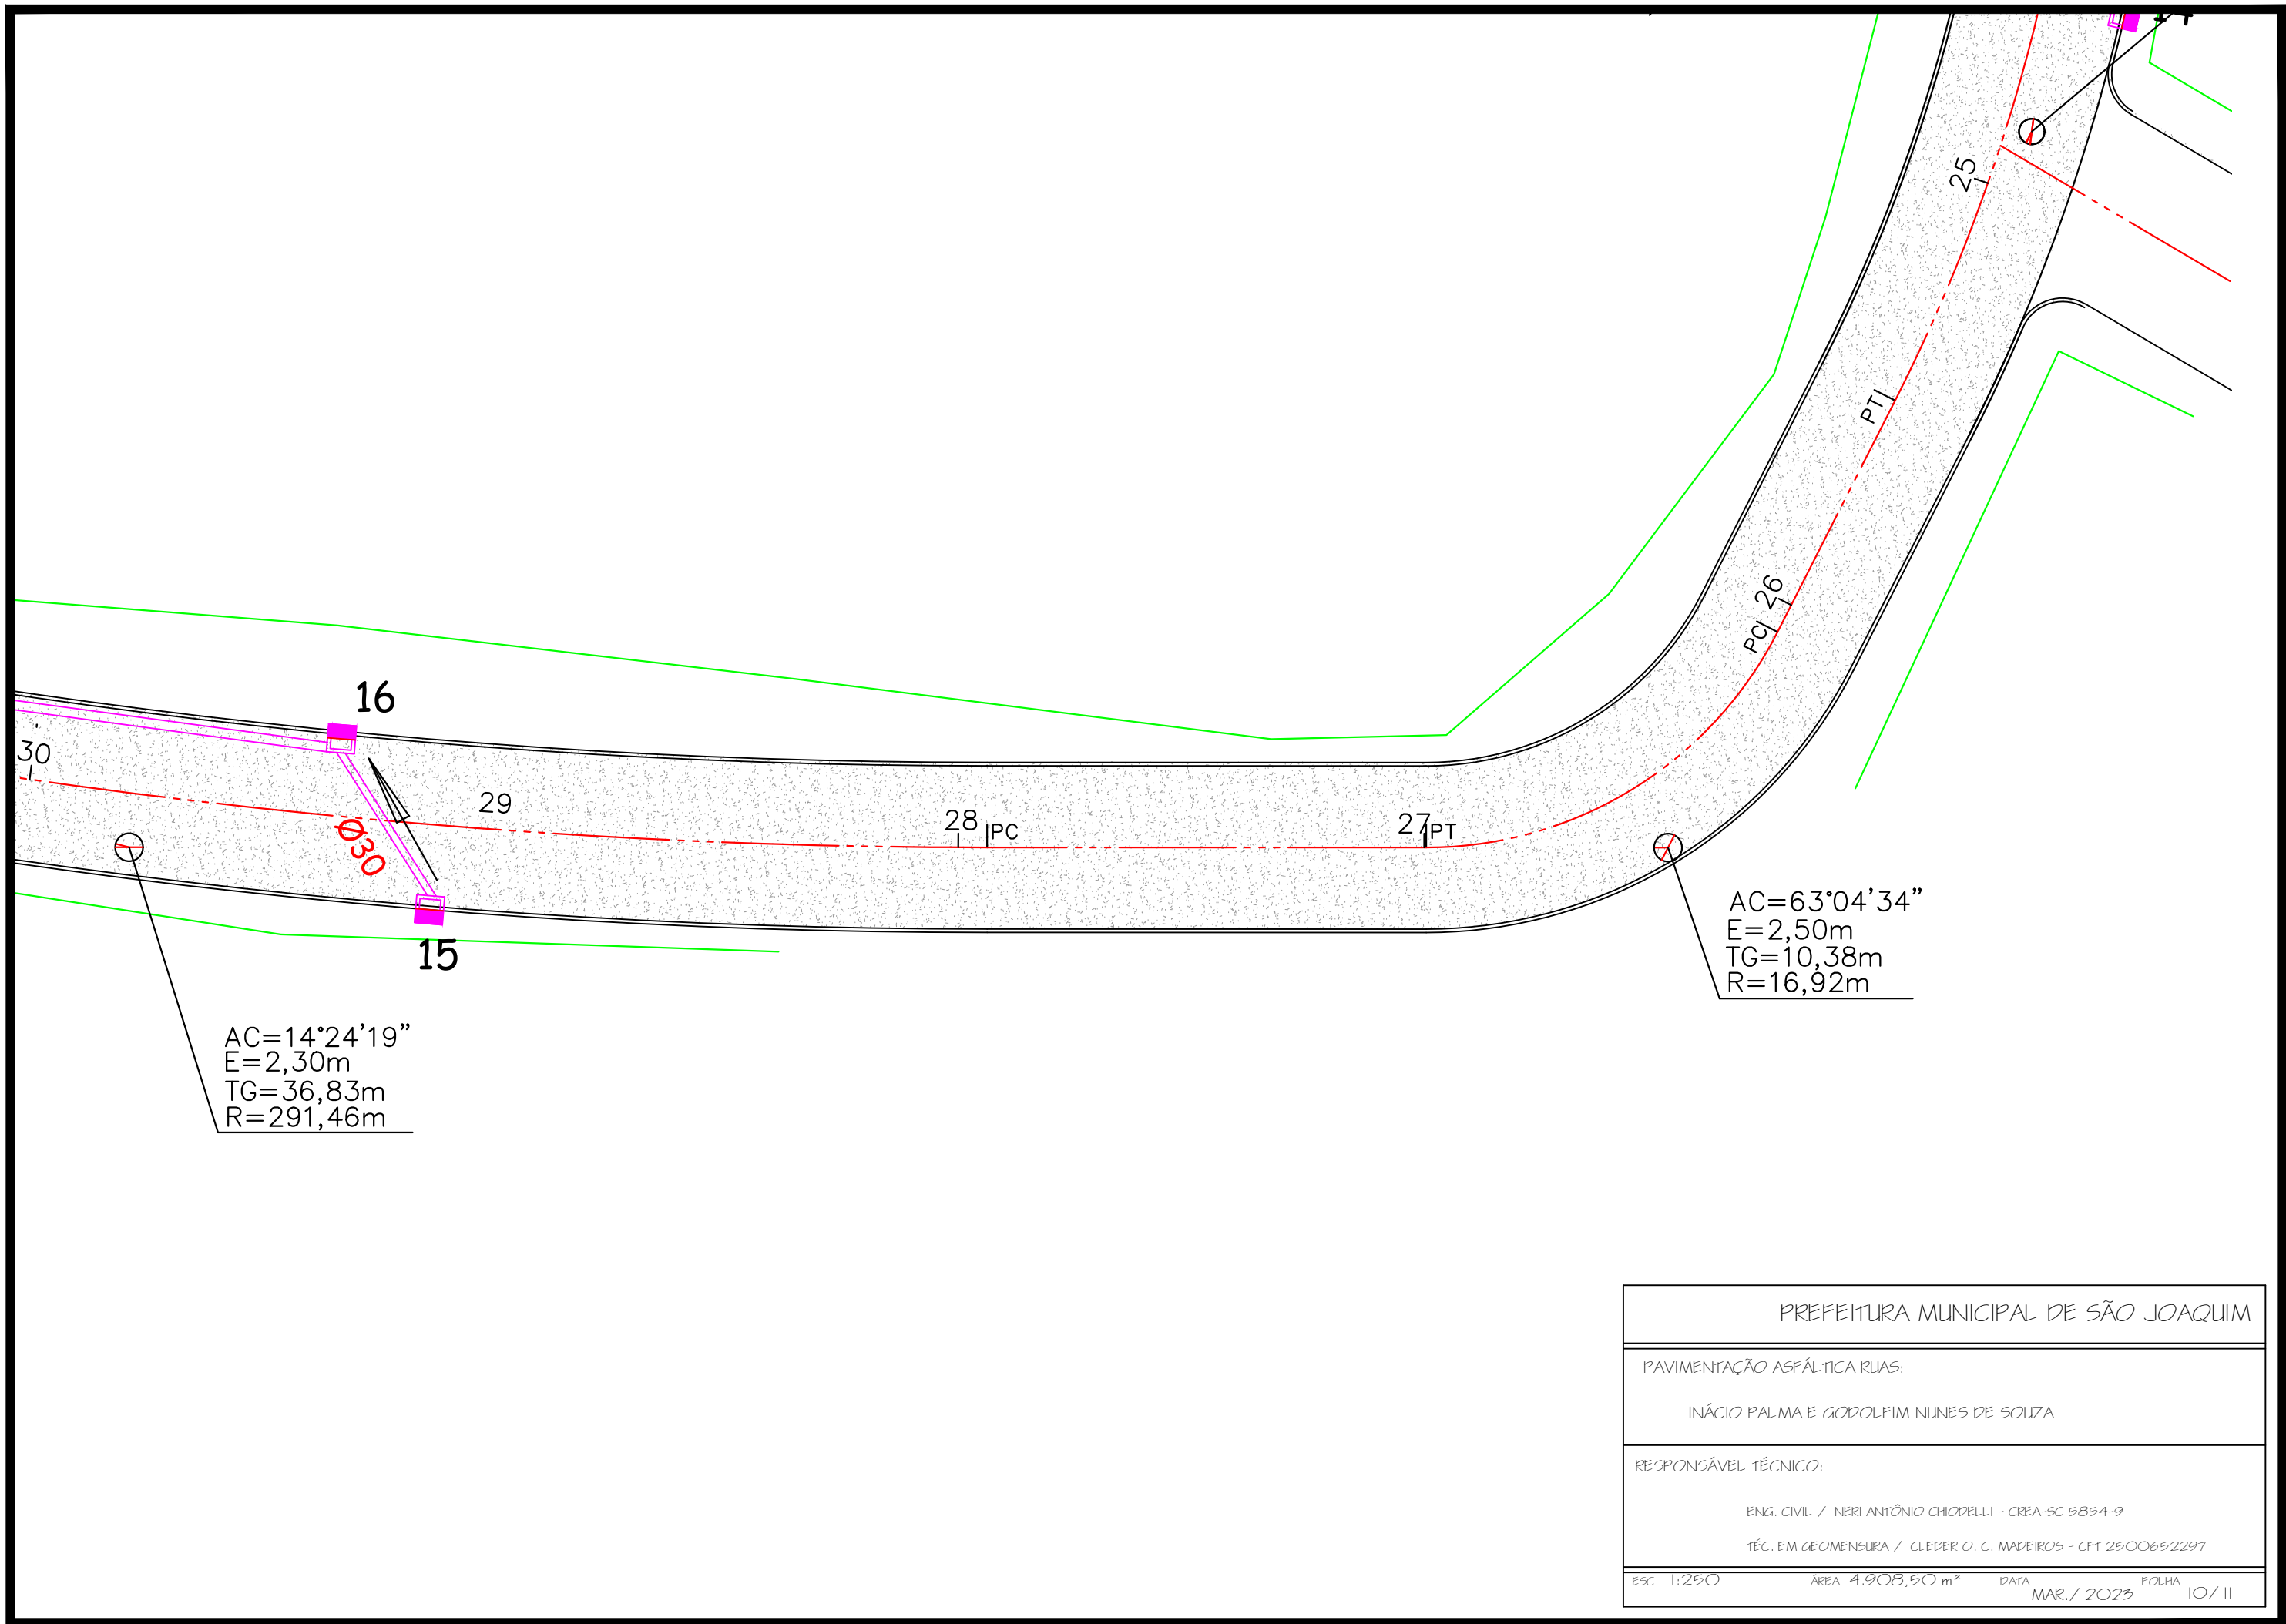 25
PT
26
PC
16
30
29
28
PC
27
PT
Ø30
15
AC=63°04'34"
E=2,50m
TG=10,38m
R=16,92m
AC=14°24'19"
E=2,30m
TG=36,83m
R=291,46m
PREFEITURA MUNICIPAL DE SÃO JOAQUIM
PAVIMENTAÇÃO ASFÁLTICA RUAS:
INÁCIO PALMA E GODOLFIM NUNES DE SOUZA
RESPONSÁVEL TÉCNICO:
ENG. CIVIL / NERI ANTÔNIO CHIODELLI - CREA-SC 5854-9
TÉC. EM GEOMENSURA / CLEBER O. C. MADEIROS - CFT 2500652297
ESC 1:250 ÁREA 4.908,50 m² DATA MAR./ 2023 FOLHA 10/11